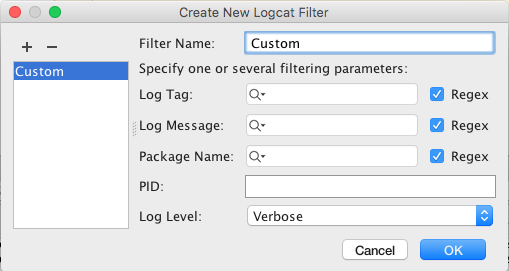 Create New Logcat Filter
Filter Name: Custom
Custom
Specify one or several filtering parameters:
Log Tag: Regex
Log Message: Regex
Package Name: Regex
PID:
Log Level: Verbose
Cancel OK